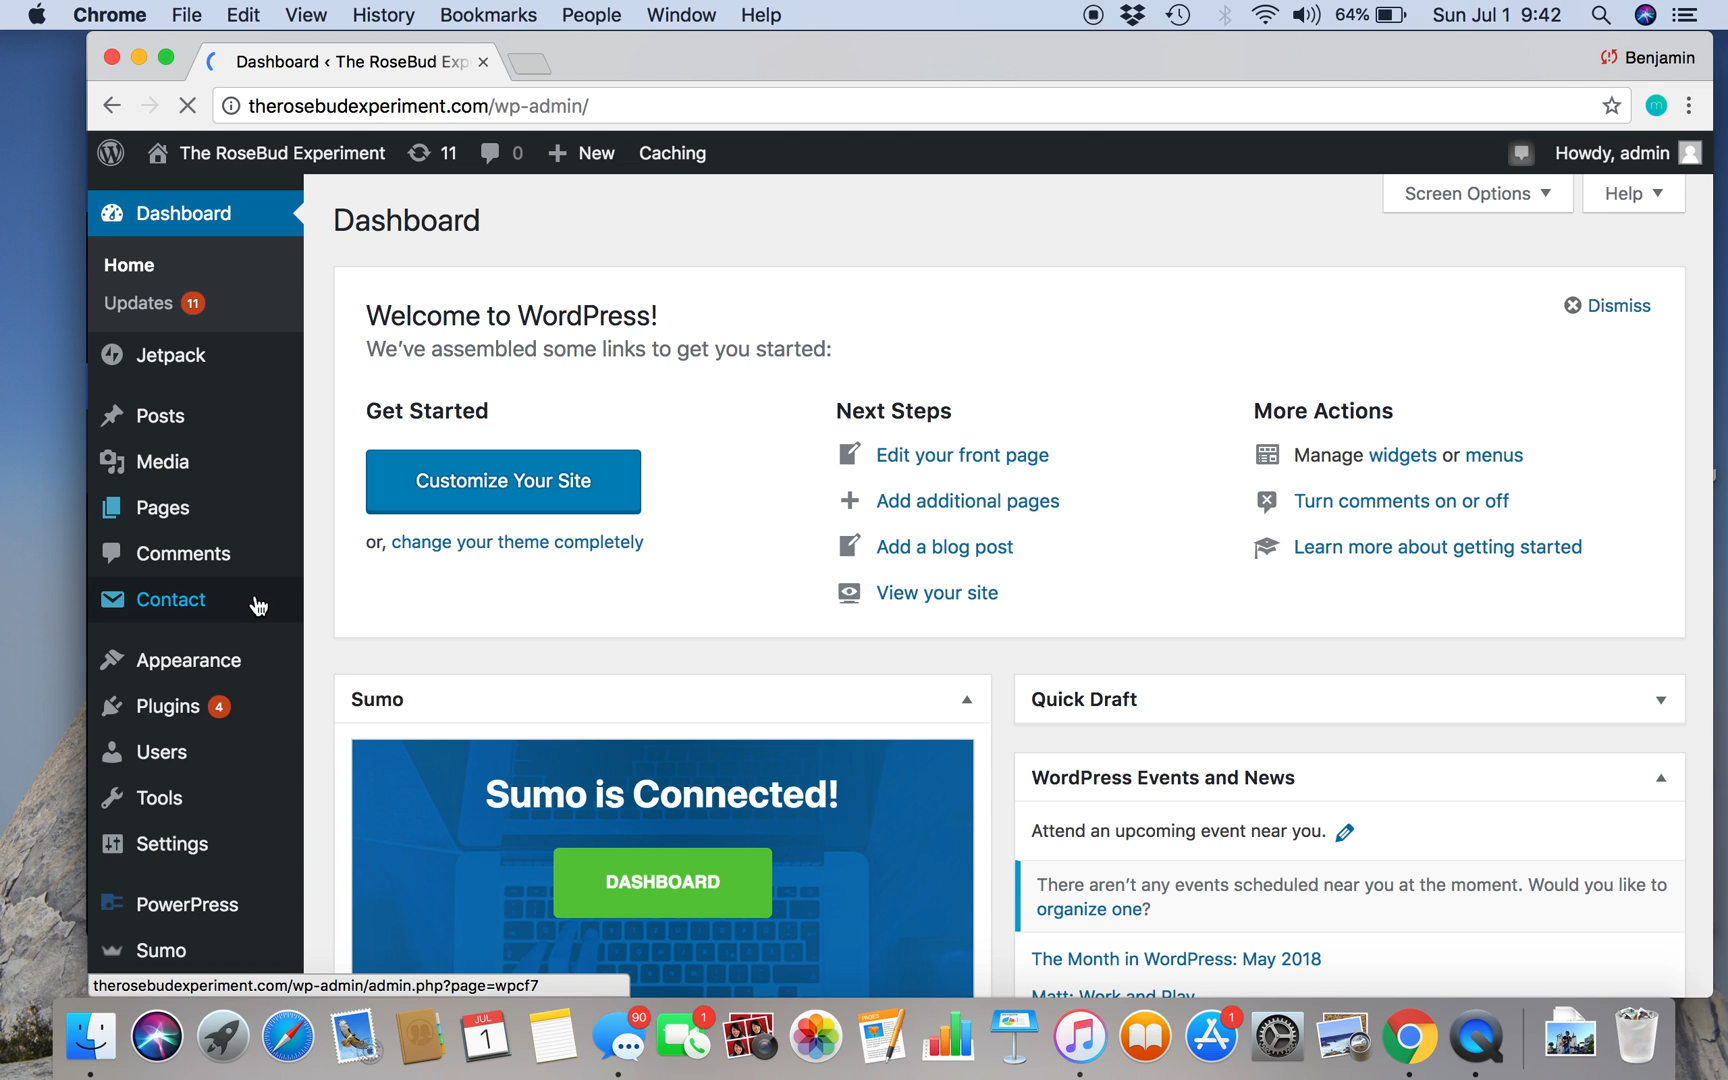 Chrome File Edit View History Bookmarks People Window Help 64% Sun Jul 1 9:42
Dashboard ‹ The RoseBud Exp
Benjamin
therosebudexperiment.com/wp-admin/
m
The RoseBud Experiment 11 0 New Caching Howdy, admin
Screen Options Help
Dashboard
Home
Updates 11
Jetpack
Posts
Media
Pages
Comments
Contact
Appearance
Plugins 4
Users
Tools
Settings
PowerPress
Sumo
therosebudexperiment.com/wp-admin/admin.php?page=wpcf7
Dashboard
Welcome to WordPress!
We've assembled some links to get you started:
Dismiss
Get Started
Customize Your Site
or, change your theme completely
Next Steps
Edit your front page
Add additional pages
Add a blog post
View your site
More Actions
Manage widgets or menus
Turn comments on or off
Learn more about getting started
Sumo
Sumo is Connected!
DASHBOARD
Quick Draft
WordPress Events and News
Attend an upcoming event near you.
There aren't any events scheduled near you at the moment. Would you like to
organize one?
The Month in WordPress: May 2018
Matt: Work and Play
JUL
1
90
1
PAGES
1